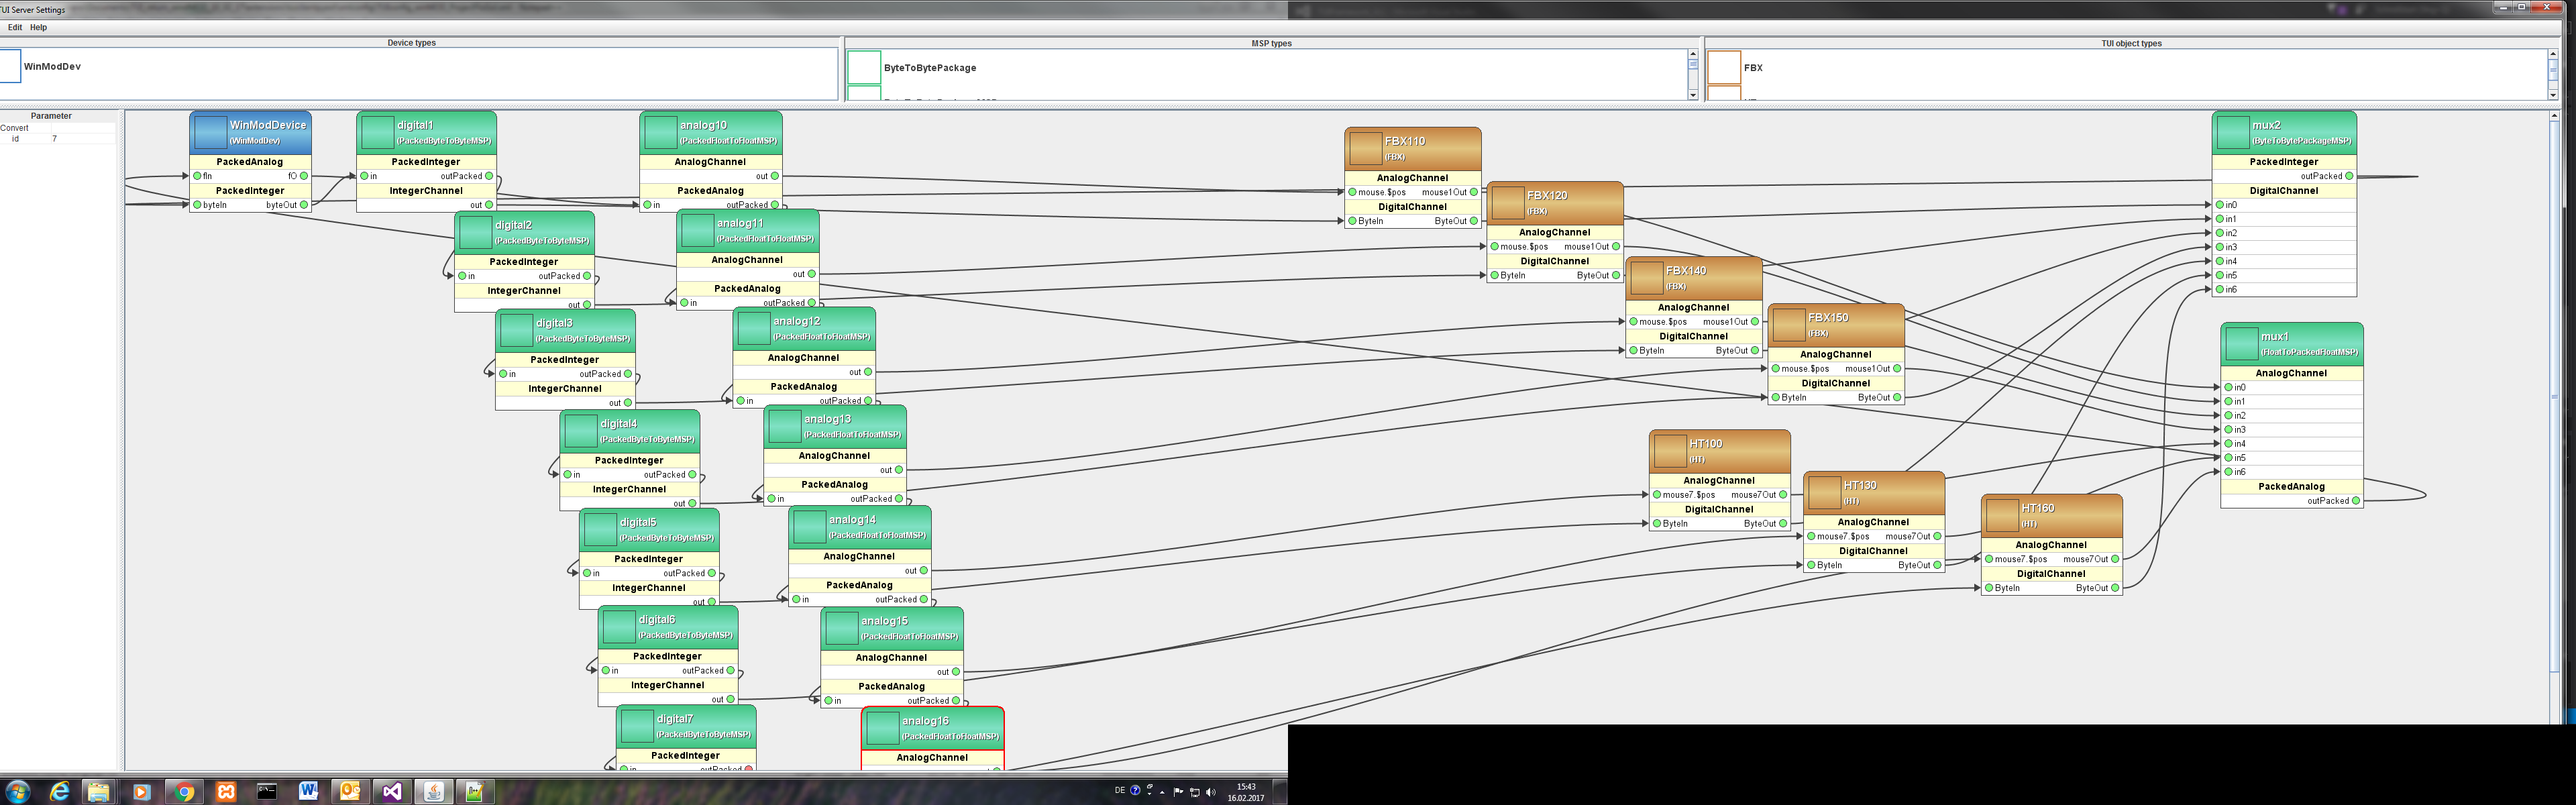 TUI Server Settings
Edit Help
Device types
MSP types
TUI object types
WinModDev
ByteToBytePackage
FBX
Parameter
Convert
id 7
WinModDevice
(WinModDev)
PackedAnalog
fIn fO
PackedInteger
byteIn byteOut
digital1
(PackedByteToByteMSP)
PackedInteger
in outPacked
IntegerChannel
out
digital2
(PackedByteToByteMSP)
PackedInteger
in outPacked
IntegerChannel
out
digital3
(PackedByteToByteMSP)
PackedInteger
in outPacked
IntegerChannel
out
digital4
(PackedByteToByteMSP)
PackedInteger
in outPacked
IntegerChannel
out
digital5
(PackedByteToByteMSP)
PackedInteger
in outPacked
IntegerChannel
out
digital6
(PackedByteToByteMSP)
PackedInteger
in outPacked
IntegerChannel
out
digital7
(PackedByteToByteMSP)
PackedInteger
in outPacked
analog10
(PackedFloatToFloatMSP)
AnalogChannel
out
PackedAnalog
in outPacked
analog11
(PackedFloatToFloatMSP)
AnalogChannel
out
PackedAnalog
in outPacked
analog12
(PackedFloatToFloatMSP)
AnalogChannel
out
PackedAnalog
in outPacked
analog13
(PackedFloatToFloatMSP)
AnalogChannel
out
PackedAnalog
in outPacked
analog14
(PackedFloatToFloatMSP)
AnalogChannel
out
PackedAnalog
in outPacked
analog15
(PackedFloatToFloatMSP)
AnalogChannel
out
PackedAnalog
in outPacked
analog16
(PackedFloatToFloatMSP)
AnalogChannel
FBX110
(FBX)
AnalogChannel
mouse.$pos mouse1Out
DigitalChannel
ByteIn ByteOut
FBX120
(FBX)
AnalogChannel
mouse.$pos mouse1Out
DigitalChannel
ByteIn ByteOut
FBX140
(FBX)
AnalogChannel
mouse.$pos mouse1Out
DigitalChannel
ByteIn ByteOut
FBX150
(FBX)
AnalogChannel
mouse.$pos mouse1Out
DigitalChannel
ByteIn ByteOut
HT100
(HT)
AnalogChannel
mouse7.$pos mouse7Out
DigitalChannel
ByteIn ByteOut
HT130
(HT)
AnalogChannel
mouse7.$pos mouse7Out
DigitalChannel
ByteIn ByteOut
HT160
(HT)
AnalogChannel
mouse7.$pos mouse7Out
DigitalChannel
ByteIn ByteOut
mux2
(ByteToBytePackageMSP)
PackedInteger
outPacked
DigitalChannel
in0
in1
in2
in3
in4
in5
in6
mux1
(FloatToPackedFloatMSP)
AnalogChannel
in0
in1
in2
in3
in4
in5
in6
PackedAnalog
outPacked
DE
15:43
16.02.2017